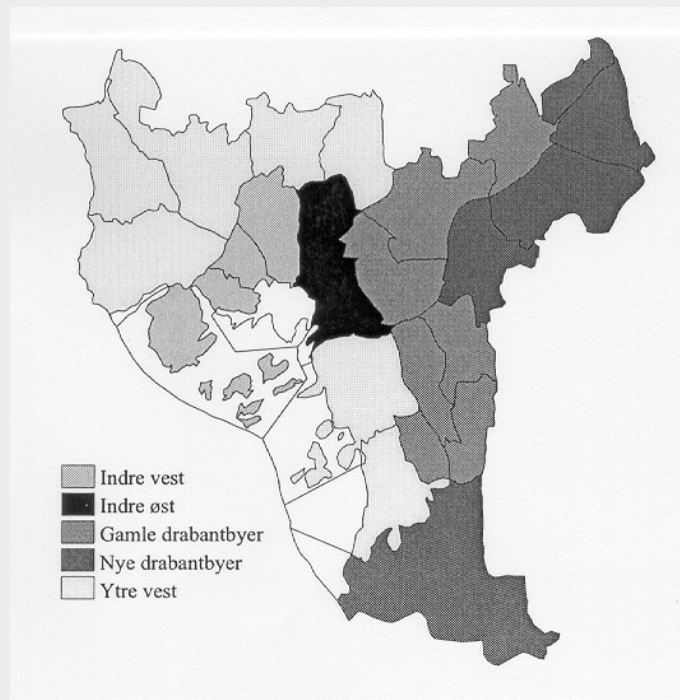 Indre vest
Indre øst
Gamle drabantbyer
Nye drabantbyer
Ytre vest